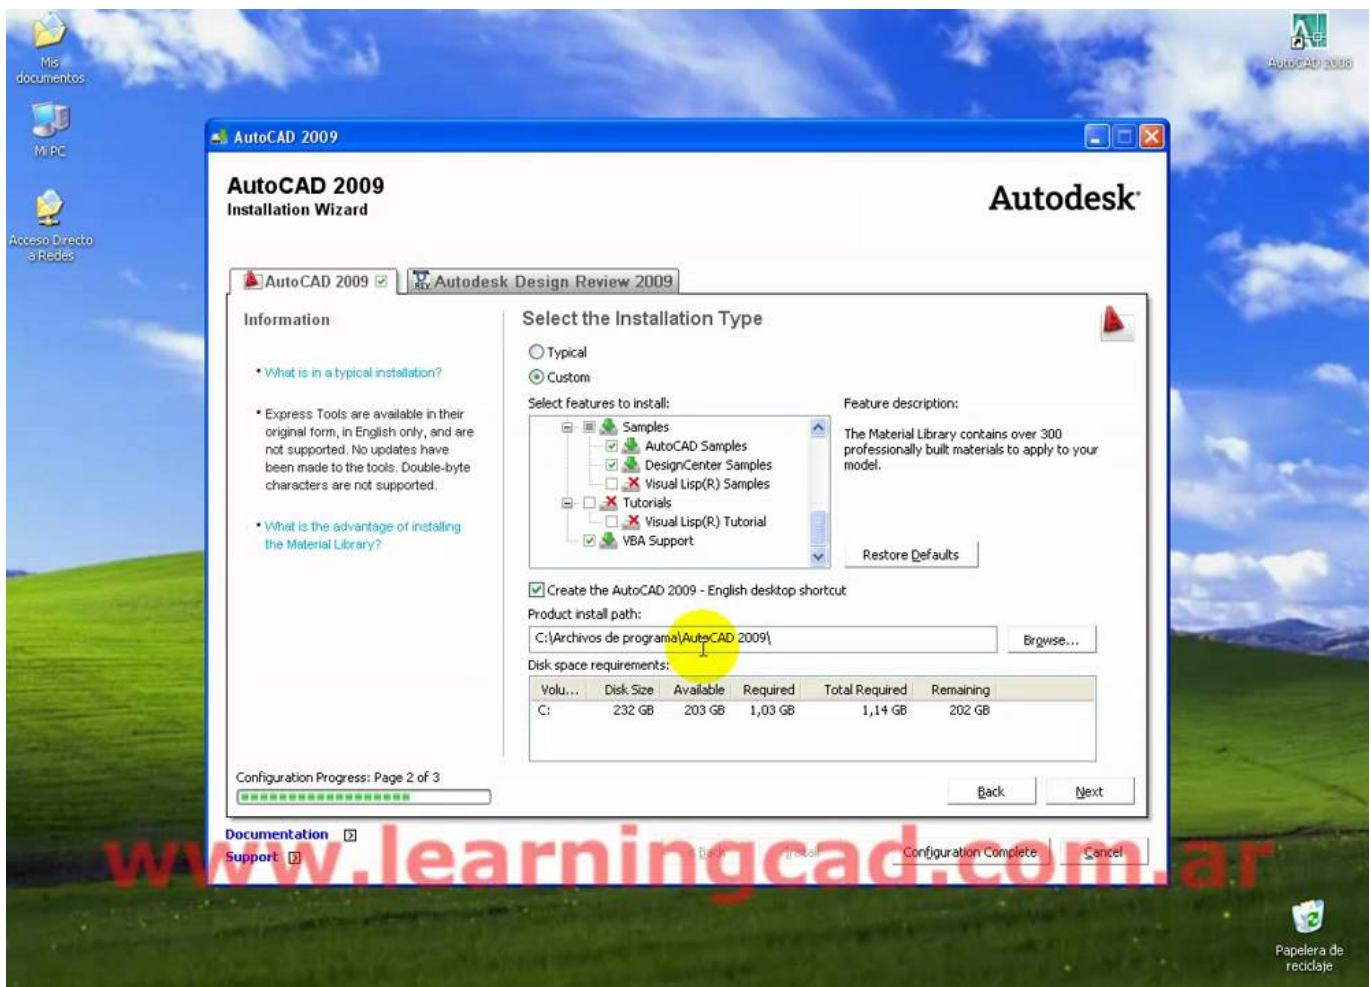 Mis
documentos
AutoCAD 2008
Mi PC
Acceso Directo
a Redes
AutoCAD 2009
AutoCAD 2009
Installation Wizard
Autodesk
AutoCAD 2009
Autodesk Design Review 2009
Information
• What is in a typical installation?
• Express Tools are available in their
original form, in English only, and are
not supported. No updates have
been made to the tools. Double-byte
characters are not supported.
• What is the advantage of installing
the Material Library?
Select the Installation Type
Typical
Custom
Select features to install:
Samples
AutoCAD Samples
DesignCenter Samples
Visual Lisp(R) Samples
Tutorials
Visual Lisp(R) Tutorial
VBA Support
Feature description:
The Material Library contains over 300
professionally built materials to apply to your
model.
Restore Defaults
Create the AutoCAD 2009 - English desktop shortcut
Product install path:
C:\Archivos de programa\AutoCAD 2009\
Browse...
Disk space requirements:
Volu... Disk Size Available Required Total Required Remaining
C: 232 GB 203 GB 1,03 GB 1,14 GB 202 GB
Configuration Progress: Page 2 of 3
Back Next
Documentation
Support
< Back Install Configuration Complete Cancel
www.learningcad.com.ar
Papelera de
reciclaje